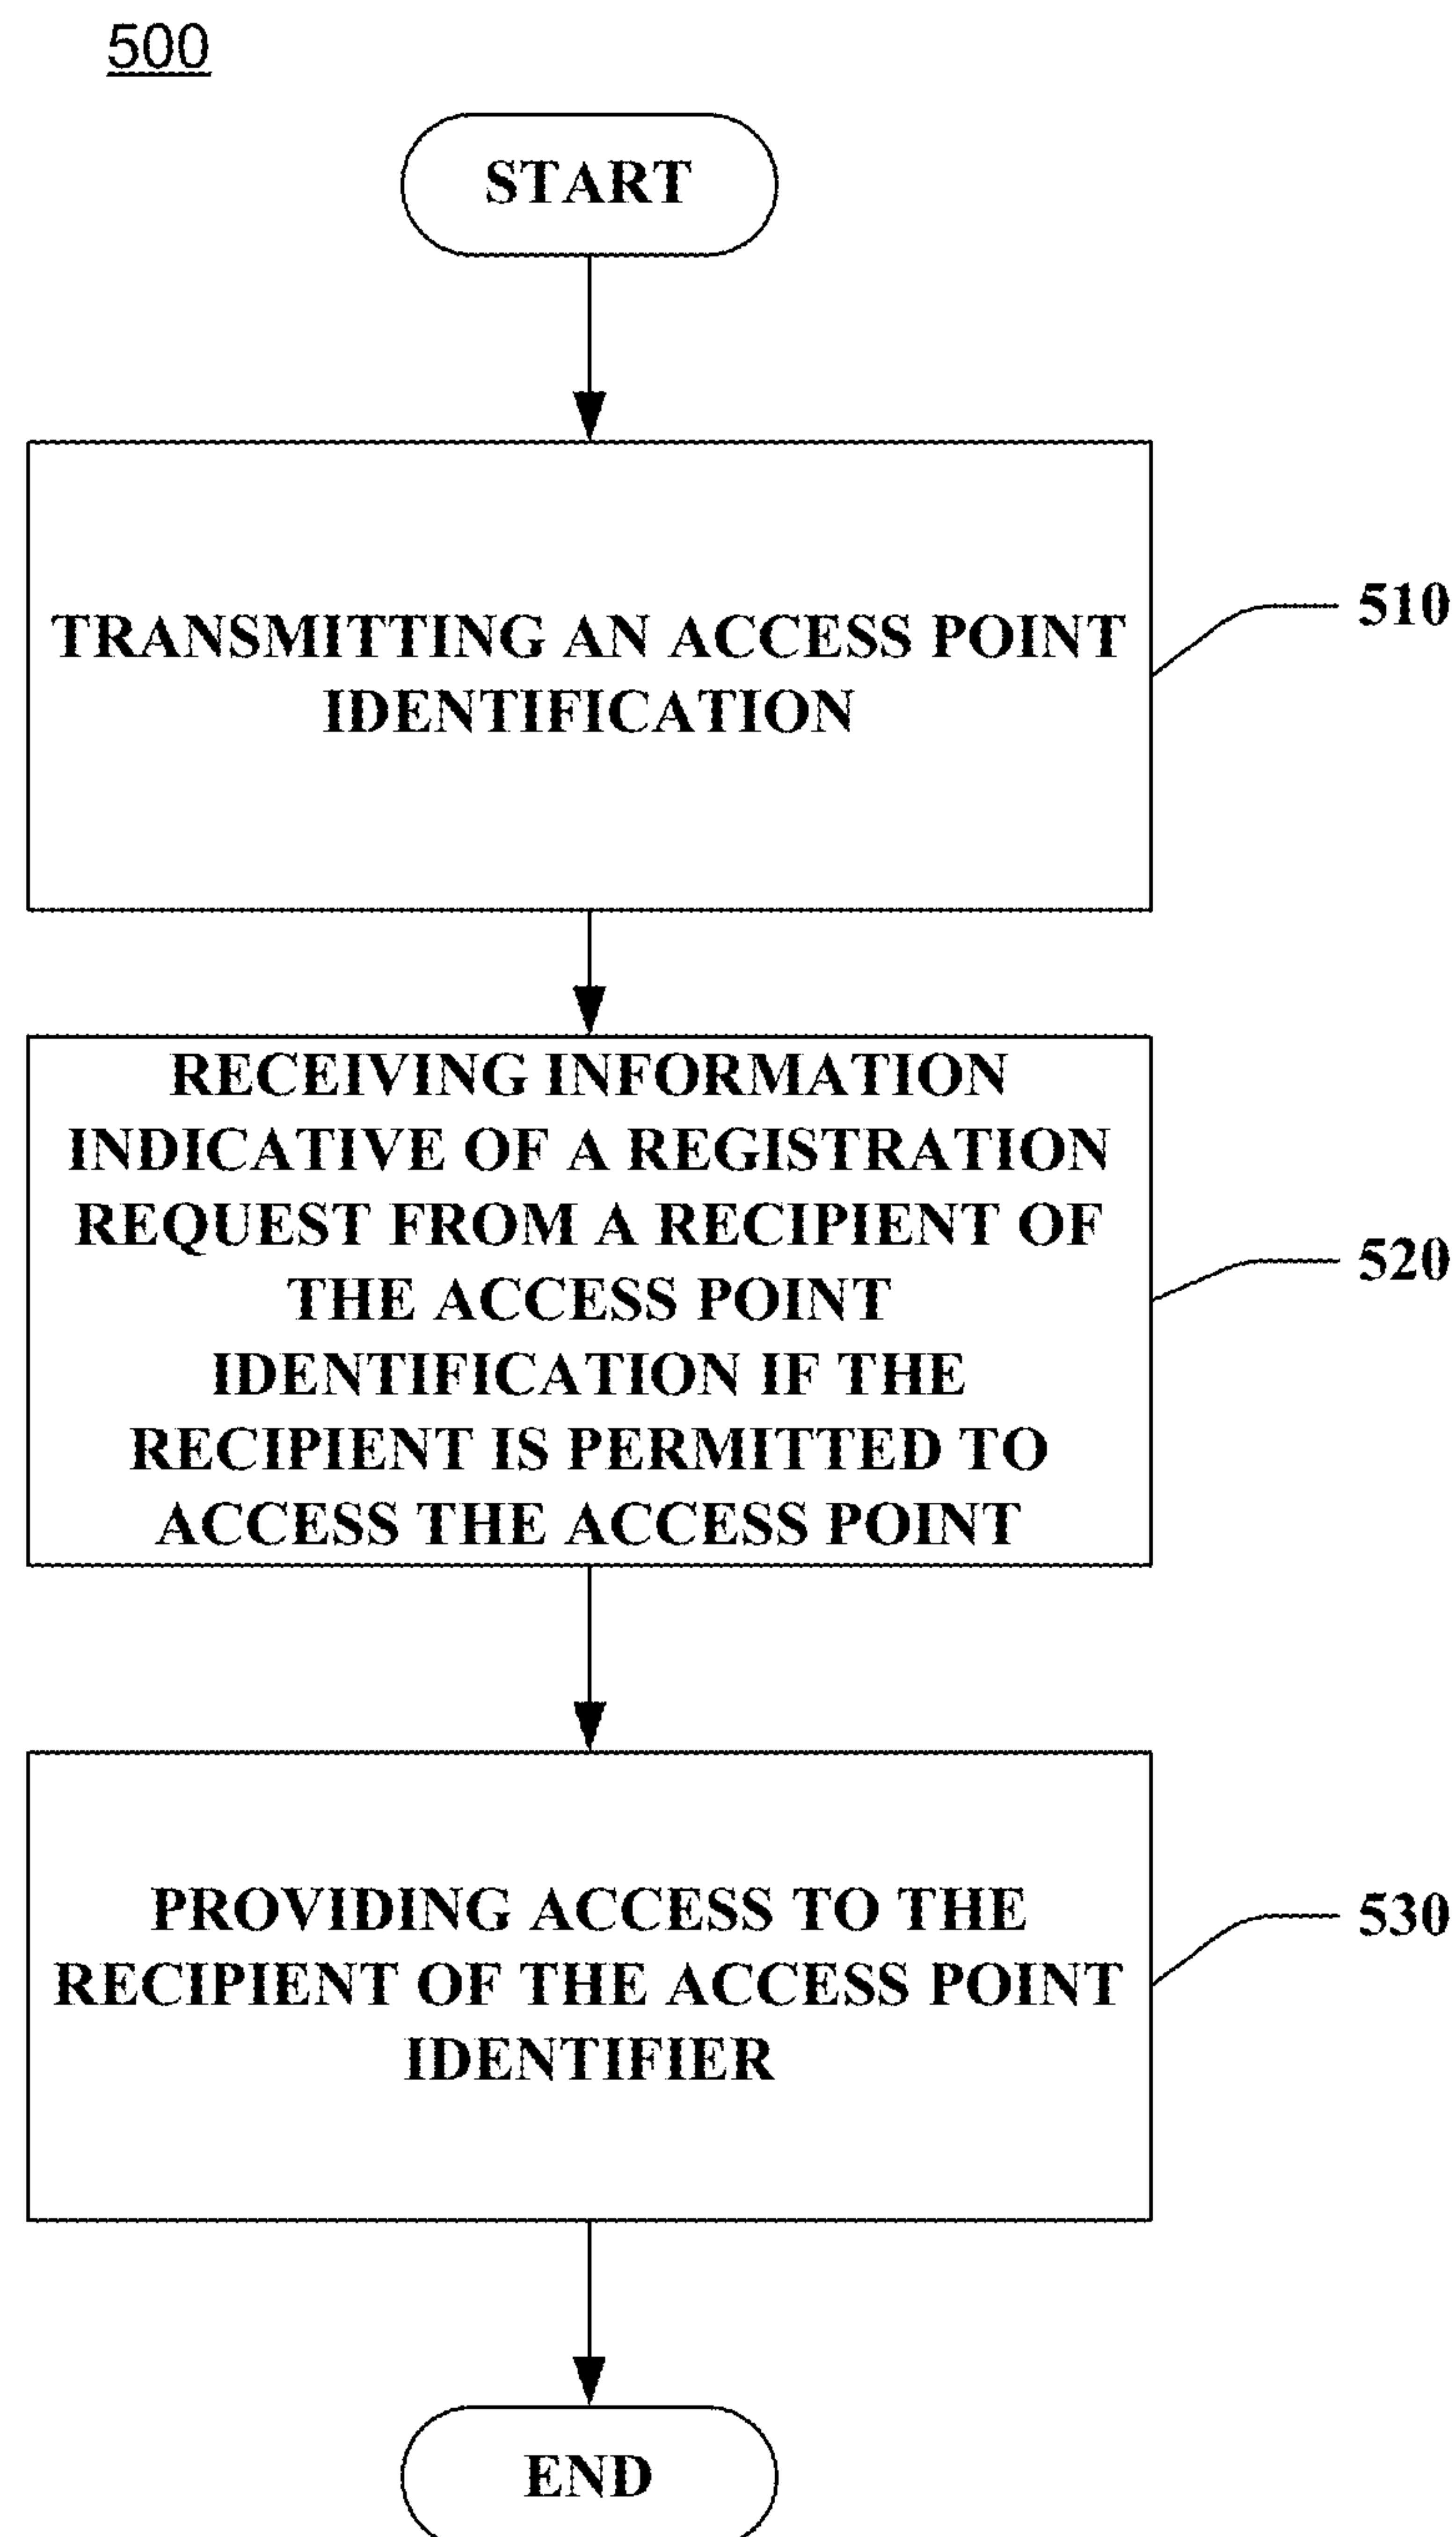 500
START
TRANSMITTING AN ACCESS POINT
IDENTIFICATION
510
RECEIVING INFORMATION
INDICATIVE OF A REGISTRATION
REQUEST FROM A RECIPIENT OF
THE ACCESS POINT
IDENTIFICATION IF THE
RECIPIENT IS PERMITTED TO
ACCESS THE ACCESS POINT
520
PROVIDING ACCESS TO THE
RECIPIENT OF THE ACCESS POINT
IDENTIFIER
530
END